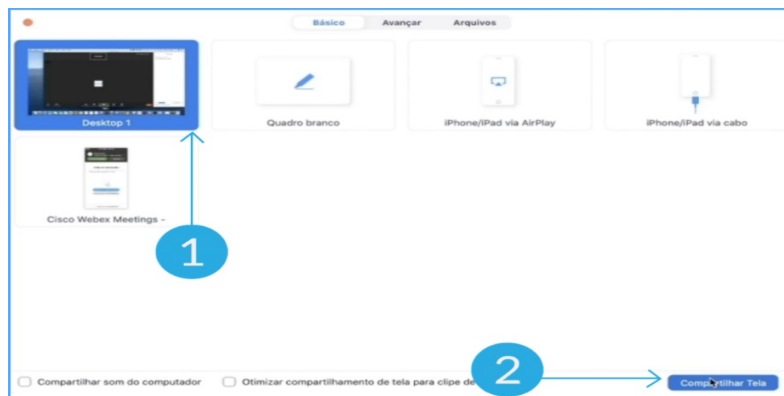 Básico Avançar Arquivos
Desktop 1 Quadro branco iPhone/iPad via AirPlay iPhone/iPad via cabo
Cisco Webex Meetings -
1
Compartilhar som do computador Otimizar compartilhamento de tela para clipe de 2 Compartilhar Tela